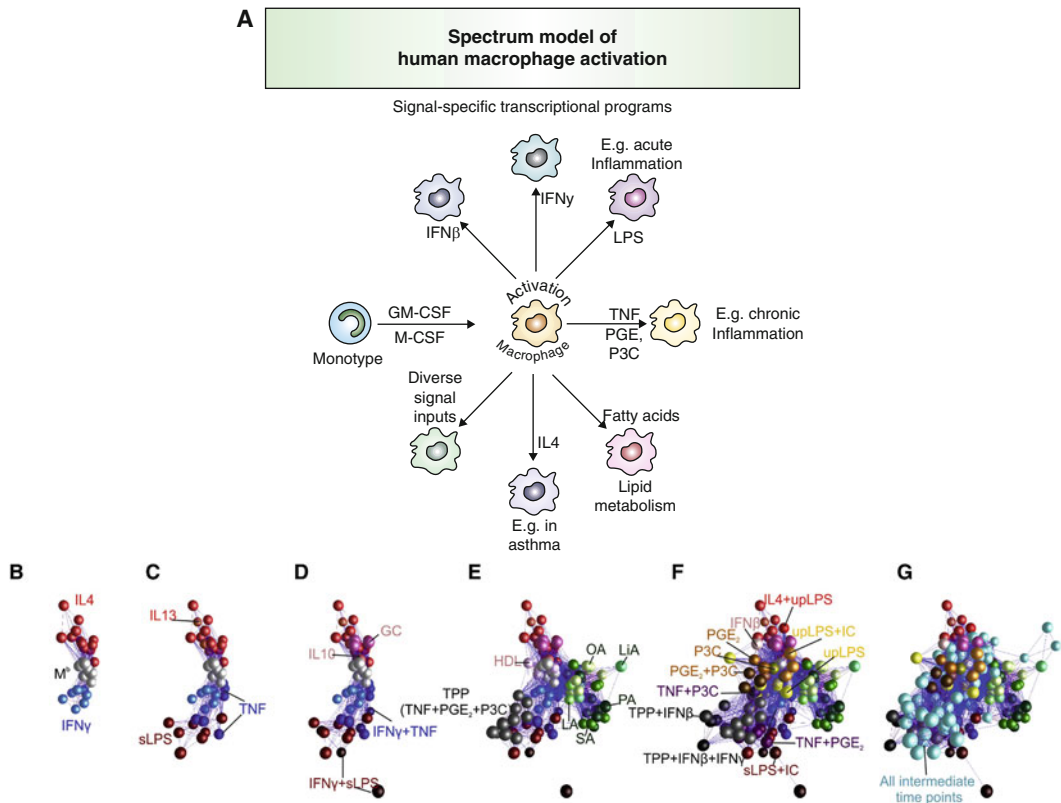 A
Spectrum model of
human macrophage activation
Signal-specific transcriptional programs
E.g. acute
Inflammation
IFNγ
IFNβ
LPS
Activation
GM-CSF
M-CSF
Monotype
Macrophage
TNF
PGE,
P3C
E.g. chronic
Inflammation
Diverse
signal
inputs
IL4
Fatty acids
Lipid
metabolism
E.g. in
asthma
B
IL4
M°
IFNγ
C
IL13
TNF
sLPS
D
GC
IL10
IFNγ+TNF
IFNγ+sLPS
E
OA
LiA
HDL
PA
TPP
(TNF+PGE₂+P3C)
LA
SA
F
IL4+upLPS
IFNβ
PGE₂
upLPS+IC
P3C
upLPS
PGE₂+P3C
TNF+P3C
TPP+IFNβ
TNF+PGE₂
TPP+IFNβ+IFNγ
sLPS+IC
G
All intermediate
time points